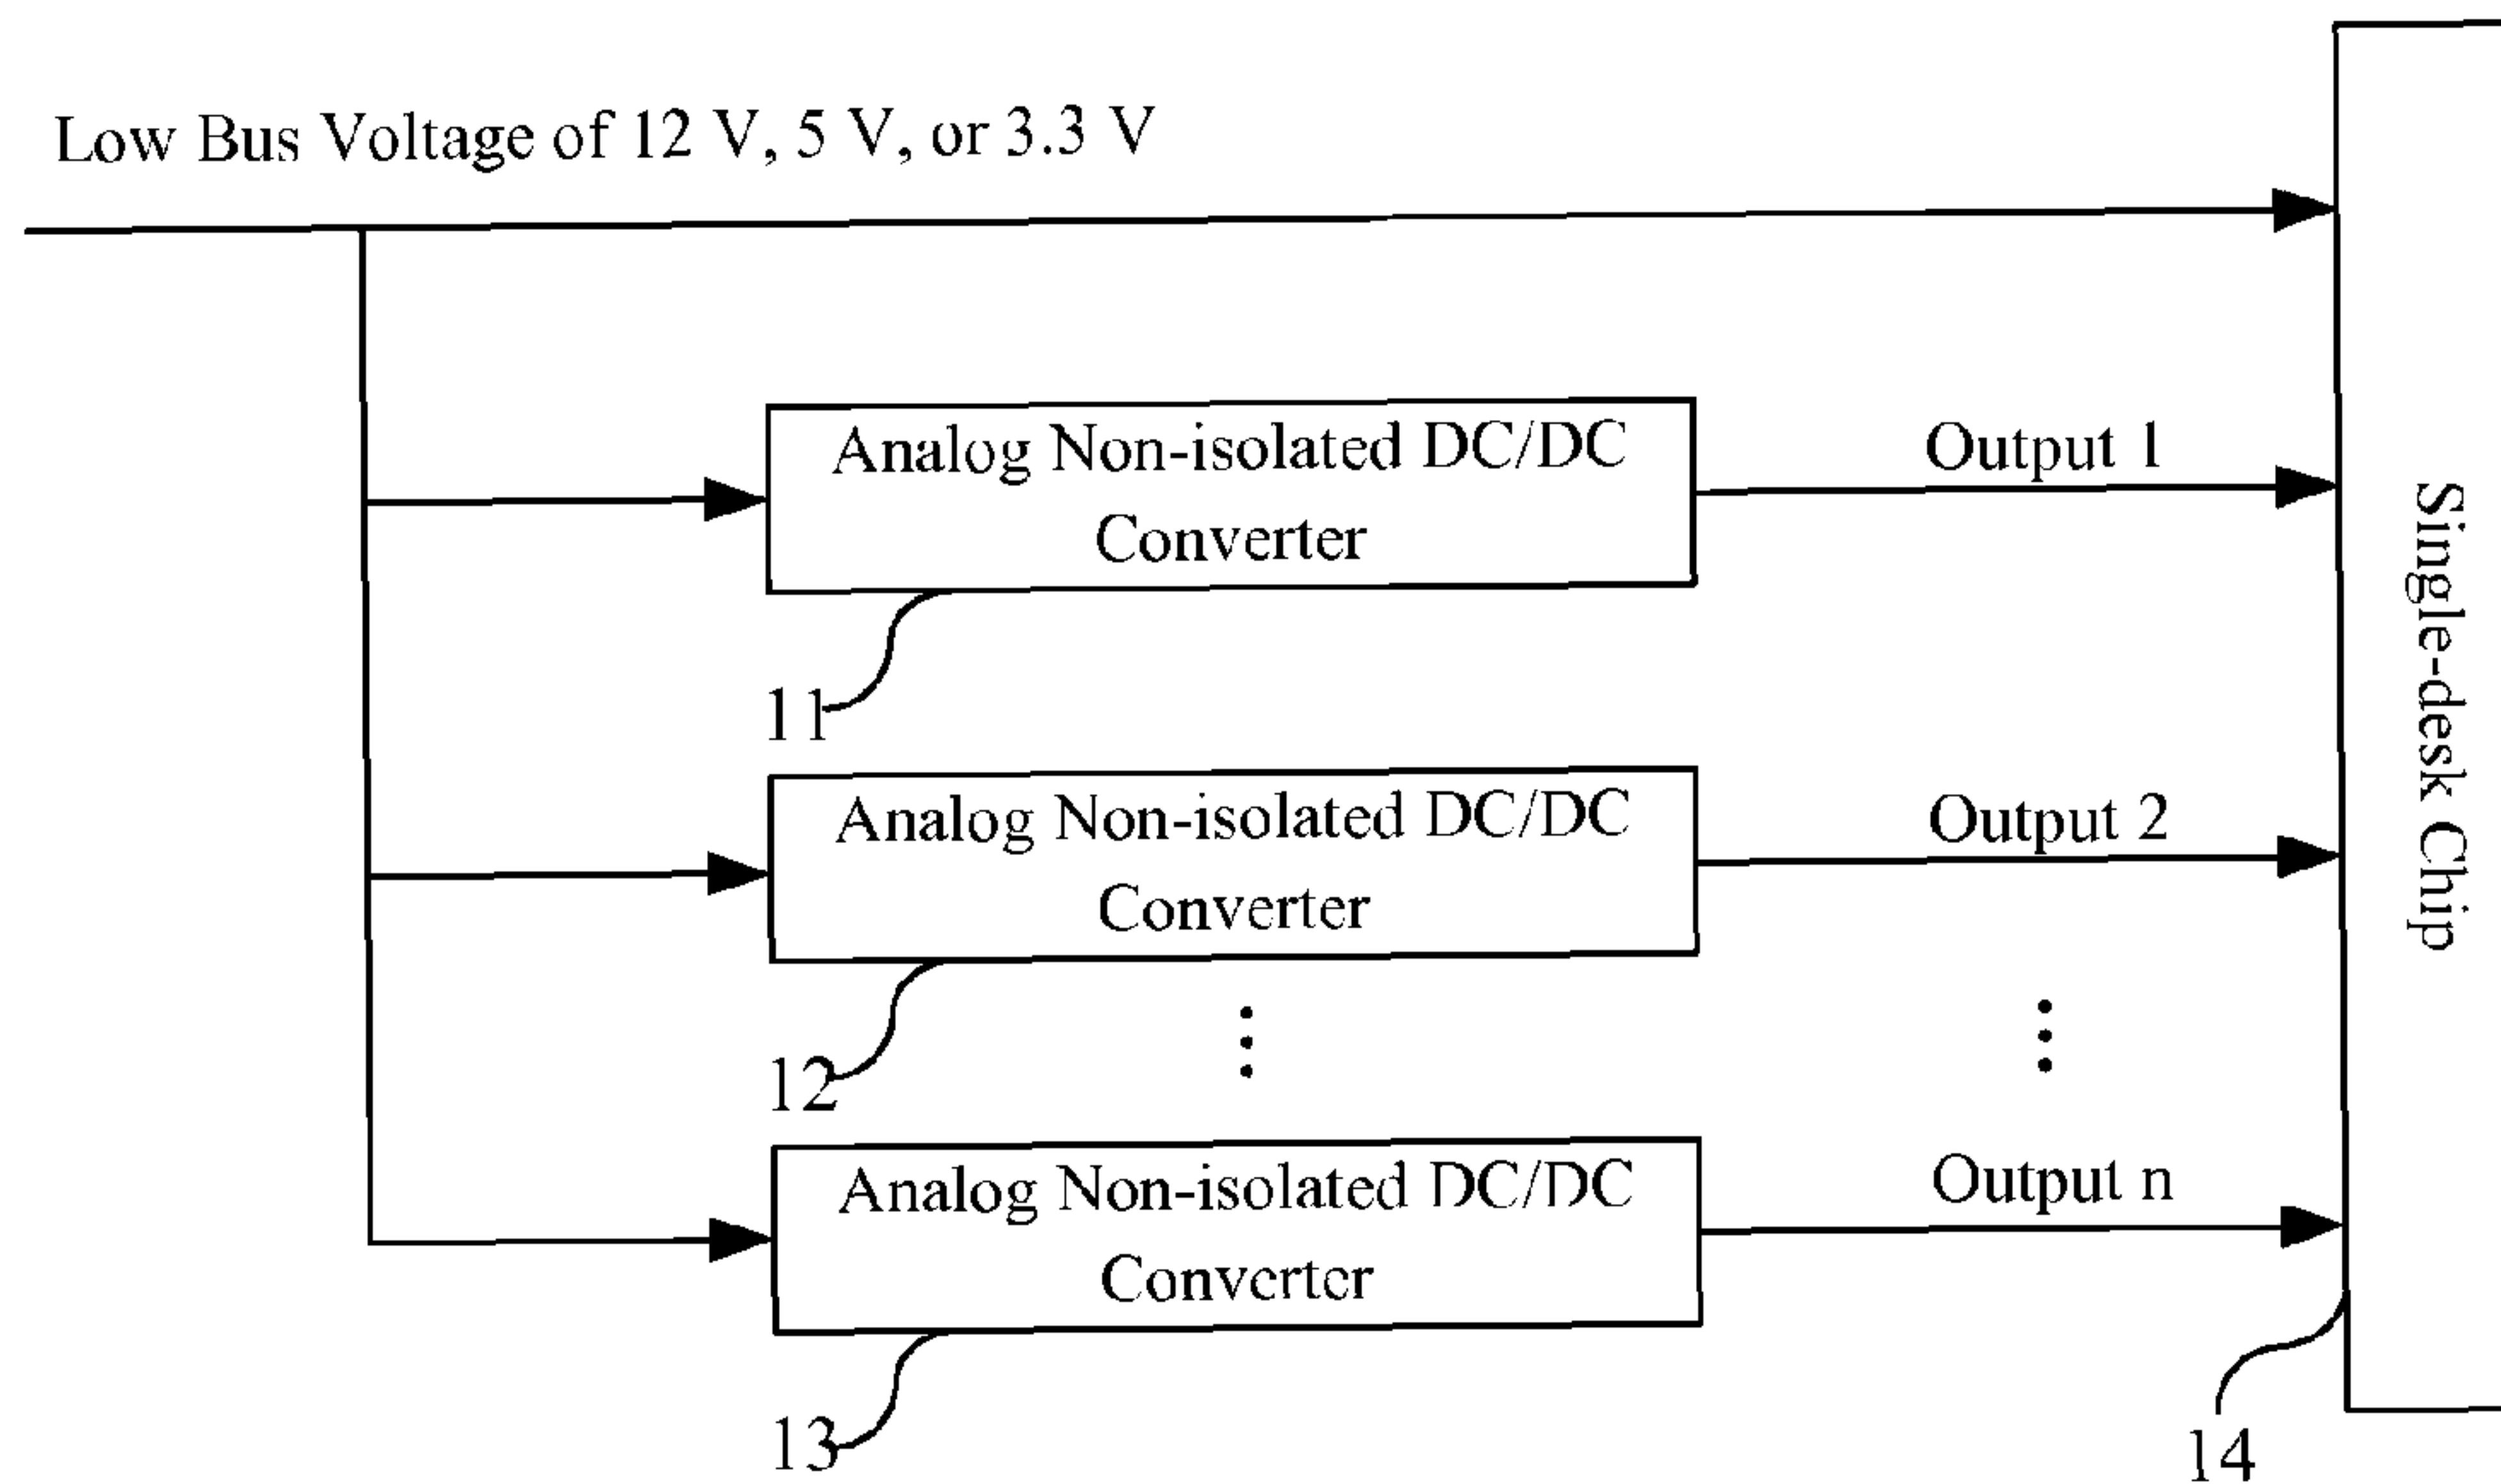 Low Bus Voltage of 12 V, 5 V, or 3.3 V
Analog Non-isolated DC/DC
Converter
Output 1
11
Analog Non-isolated DC/DC
Converter
Output 2
12
Analog Non-isolated DC/DC
Converter
Output n
13
14
Single-desk Chip